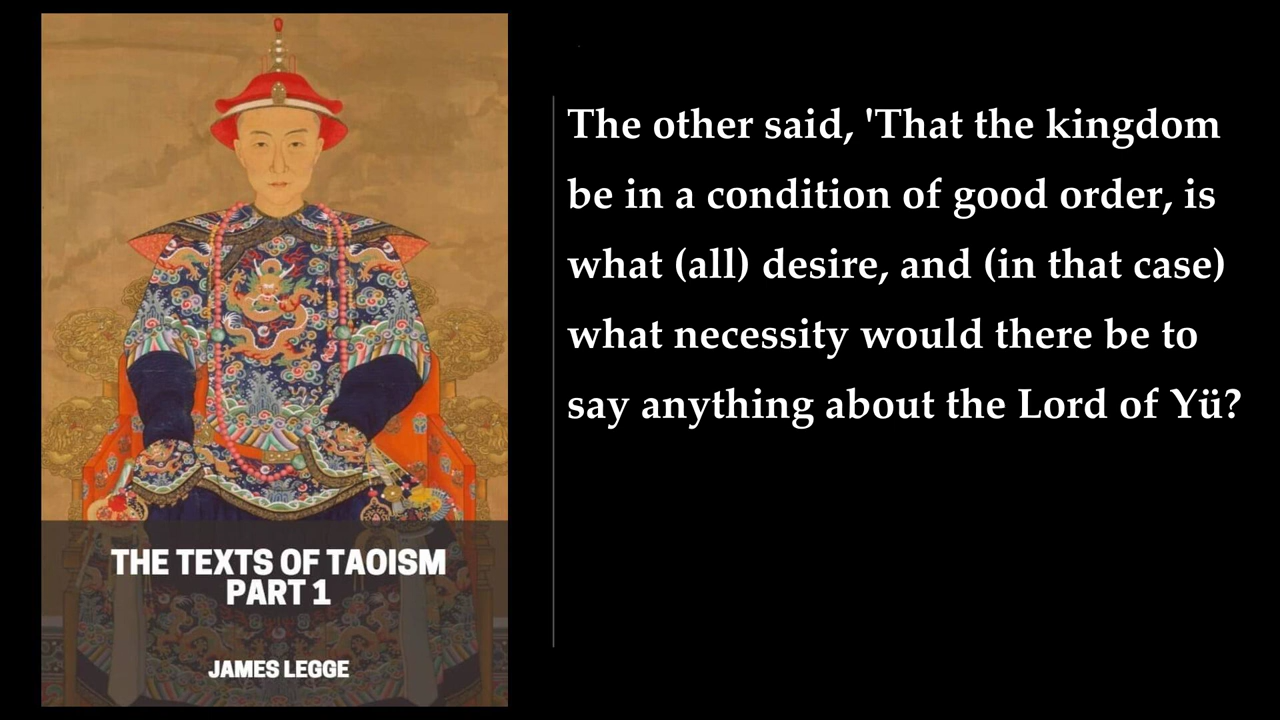 THE TEXTS OF TAOISM
PART 1
JAMES LEGGE
The other said, 'That the kingdom
be in a condition of good order, is
what (all) desire, and (in that case)
what necessity would there be to
say anything about the Lord of Yü?